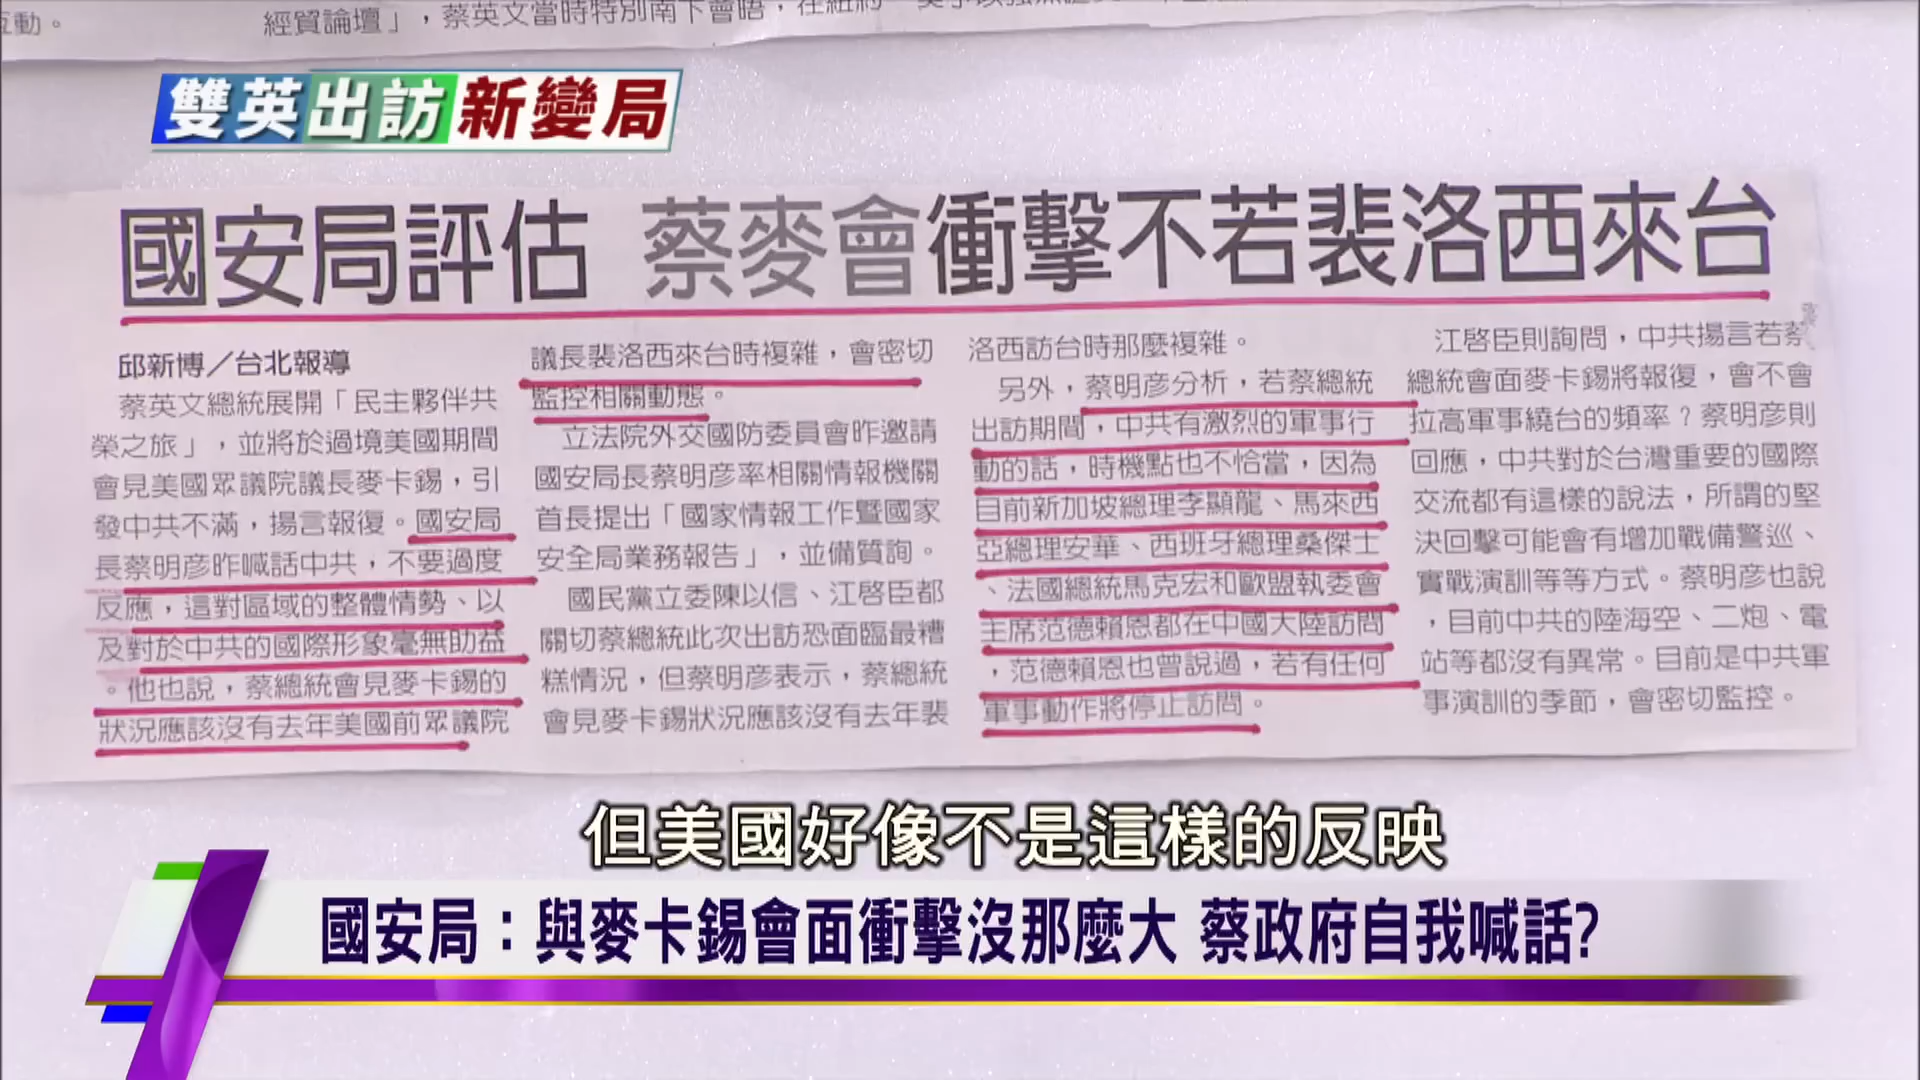 互動。
經貿論壇」，蔡英文當時特別南下會晤，在紐約
雙英出訪新變局
國安局評估 蔡麥會衝擊不若裴洛西來台
邱新博／台北報導
蔡英文總統展開「民主夥伴共
榮之旅」，並將於過境美國期間
會見美國眾議院議長麥卡錫，引
發中共不滿，揚言報復。國安局
長蔡明彥昨喊話中共，不要過度
反應，這對區域的整體情勢、以
及對於中共的國際形象毫無助益
。他也說，蔡總統會見麥卡錫的
狀況應該沒有去年美國前眾議院
議長裴洛西來台時複雜，會密切
監控相關動態。
立法院外交國防委員會昨邀請
國安局長蔡明彥率相關情報機關
首長提出「國家情報工作暨國家
安全局業務報告」，並備質詢。
國民黨立委陳以信、江啓臣都
關切蔡總統此次出訪恐面臨最糟
糕情況，但蔡明彥表示，蔡總統
會見麥卡錫狀況應該沒有去年裴
洛西訪台時那麼複雜。
另外，蔡明彥分析，若蔡總統
出訪期間，中共有激烈的軍事行
動的話，時機點也不恰當，因為
目前新加坡總理李顯龍、馬來西
亞總理安華、西班牙總理桑傑士
、法國總統馬克宏和歐盟執委會
主席范德賴恩都在中國大陸訪問
，范德賴恩也曾說過，若有任何
軍事動作將停止訪問。
江啓臣則詢問，中共揚言若蔡
總統會面麥卡錫將報復，會不會
拉高軍事繞台的頻率？蔡明彥則
回應，中共對於台灣重要的國際
交流都有這樣的說法，所謂的堅
決回擊可能會有增加戰備警巡、
實戰演訓等等方式。蔡明彥也說
，目前中共的陸海空、二炮、電
站等都沒有異常。目前是中共軍
事演訓的季節，會密切監控。
但美國好像不是這樣的反映
國安局：與麥卡錫會面衝擊沒那麼大 蔡政府自我喊話?